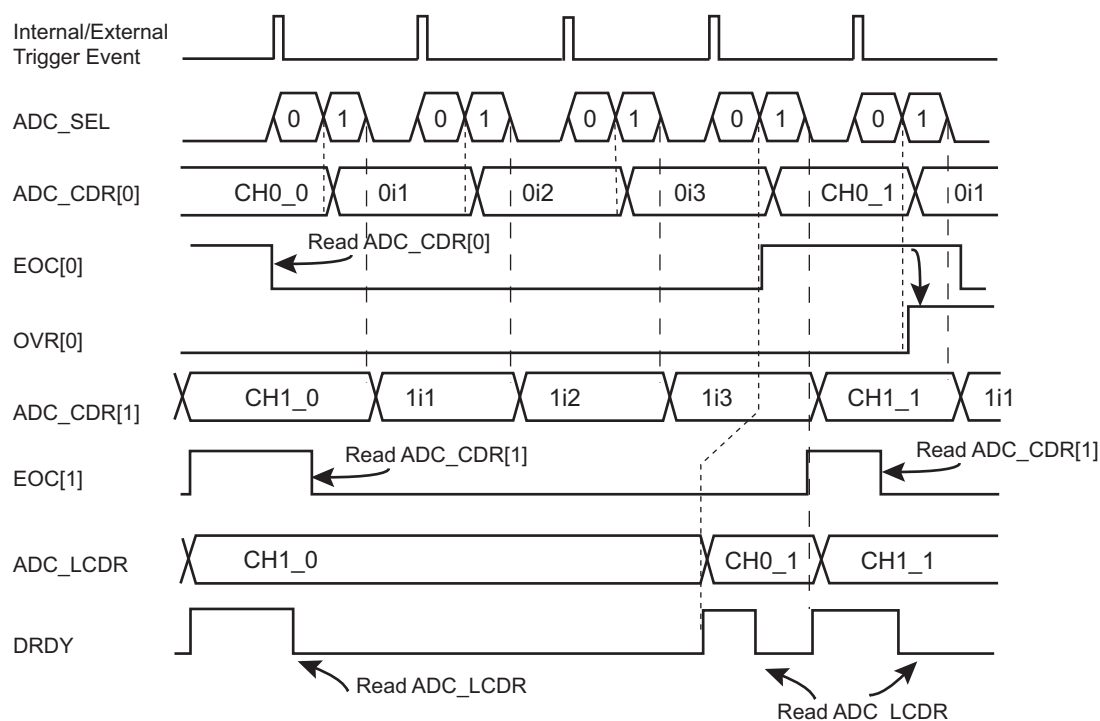 Internal/External
Trigger Event
ADC_SEL
0 1 0 1 0 1 0 1 0 1
ADC_CDR[0]
CH0_0 0i1 0i2 0i3 CH0_1 0i1
Read ADC_CDR[0]
EOC[0]
OVR[0]
ADC_CDR[1]
CH1_0 1i1 1i2 1i3 CH1_1 1i1
Read ADC_CDR[1]
Read ADC_CDR[1]
EOC[1]
ADC_LCDR
CH1_0 CH0_1 CH1_1
DRDY
Read ADC_LCDR
Read ADC_LCDR